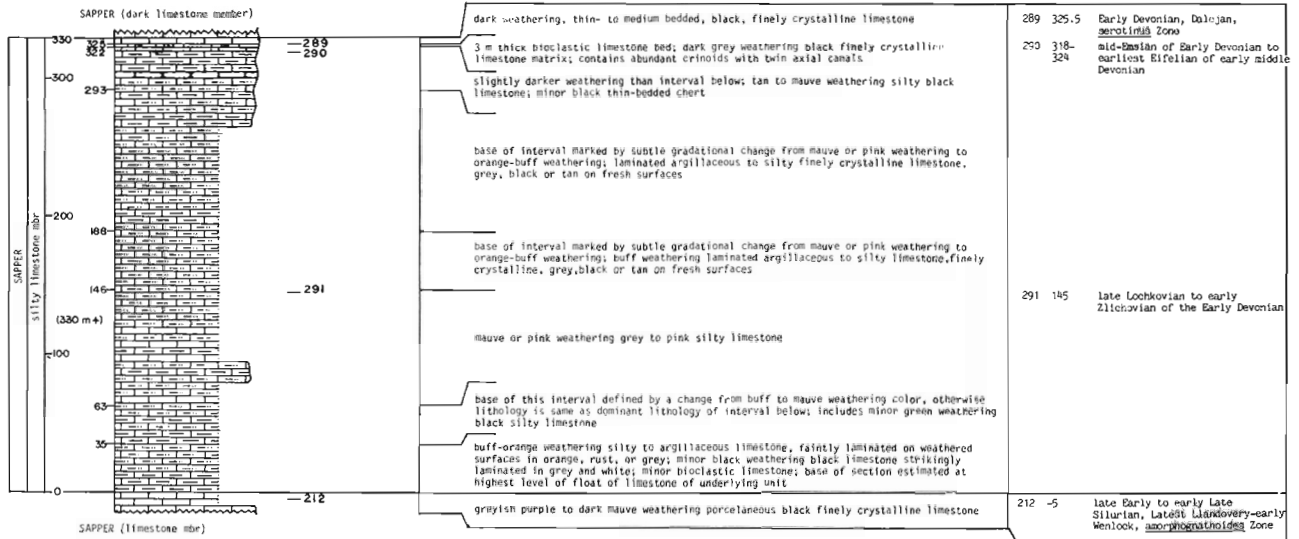 SAPPER (dark limestone member)
330
325
322
300
293
200
188
146
(330 m+)
100
63
35
0
SAPPER
silty limestone mbr
SAPPER (limestone mbr)
289
290
291
212
dark weathering, thin- to medium bedded, black, finely crystalline limestone
3 m thick bioclastic limestone bed; dark grey weathering black finely crystalline
limestone matrix; contains abundant crinoids with twin axial canals
slightly darker weathering than interval below; tan to mauve weathering silty black
limestone; minor black thin-bedded chert
base of interval marked by subtle gradational change from mauve or pink weathering to
orange-buff weathering; laminated argillaceous to silty finely crystalline limestone,
grey, black or tan on fresh surfaces
base of interval marked by subtle gradational change from mauve or pink weathering to
orange-buff weathering; buff weathering laminated argillaceous to silty limestone,finely
crystalline, grey,black or tan on fresh surfaces
mauve or pink weathering grey to pink silty limestone
base of this interval defined by a change from buff to mauve weathering color, otherwise
lithology is same as dominant lithology of interval below; includes minor green weathering
black silty limestone
buff-orange weathering silty to argillaceous limestone, faintly laminated on weathered
surfaces in orange, rust, or grey; minor black weathering black limestone strikingly
laminated in grey and white; minor bioclastic limestone; base of section estimated at
highest level of float of limestone of underlying unit
greyish purple to dark mauve weathering porcelaneous black finely crystalline limestone
289 325.5 Early Devonian, Dalejan,
serotinus Zone
290 318- mid-Emsian of Early Devonian to
324 earliest Eifelian of early middle
Devonian
291 145 late Lochkovian to early
Zlichovian of the Early Devonian
212 -5 late Early to early Late
Silurian, Latest Llandovery-early
Wenlock, amorphognathoides Zone